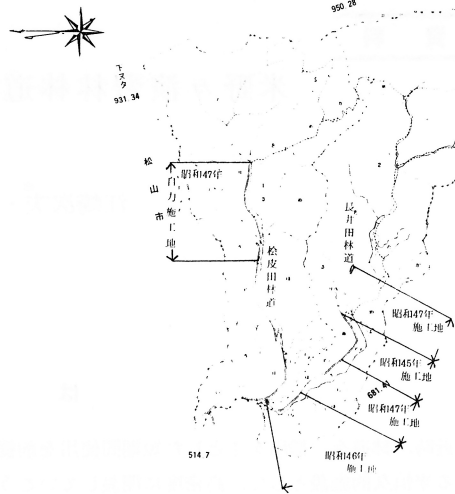 950.28
トスタ
931.34
松山市
昭和47年
自力施工地
桧皮田林道
長井田林道
昭和47年
施工地
昭和45年
施工地
681.4
昭和47年
施工地
昭和46年
施工地
514.7